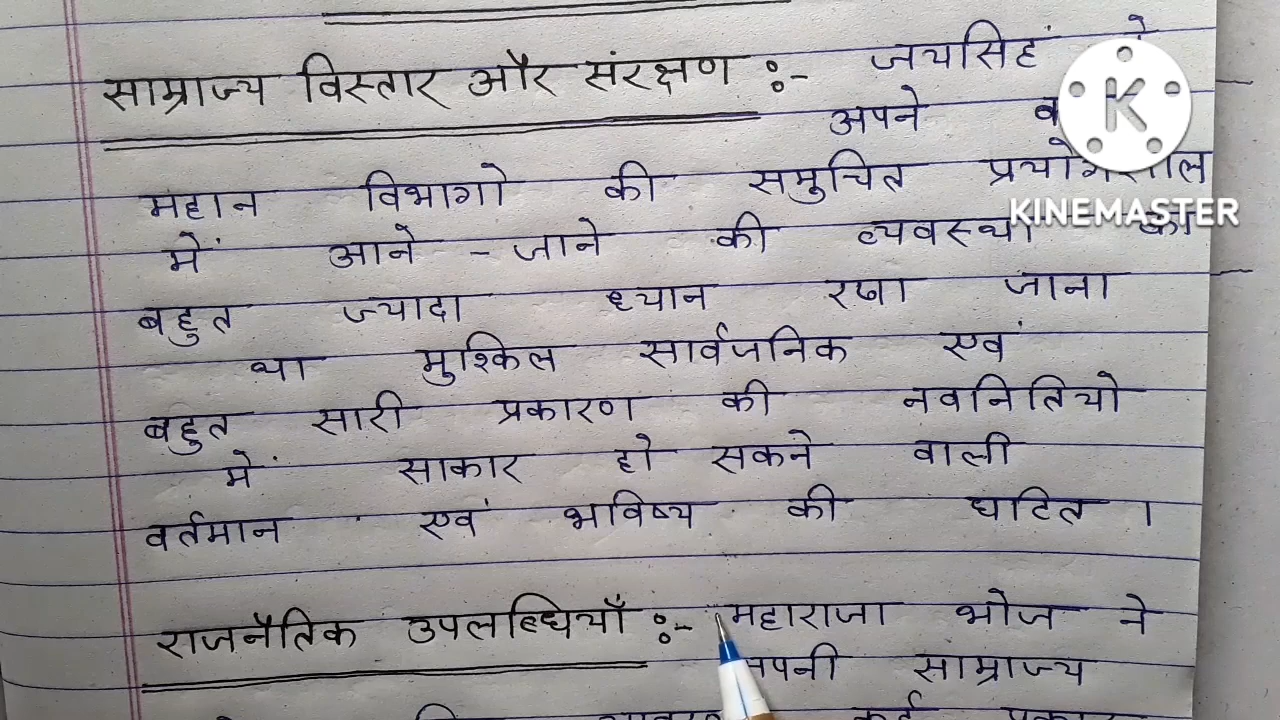 साम्राज्य विस्तार और संरक्षण :- जयसिहं
अपने
महान विभागो की समुचित
में आने - जाने की व्यवस्था का
बहुत ज्यादा ध्यान रखा जाना
था मुश्किल सार्वजनिक एवं
बहुत सारी प्रकारण की नवनितियो
में साकार हो सकने वाली
वर्तमान एवं भविष्य की घटित ।
राजनैतिक उपलब्धियाँ :- महाराजा भोज ने
साम्राज्य
KINEMASTER